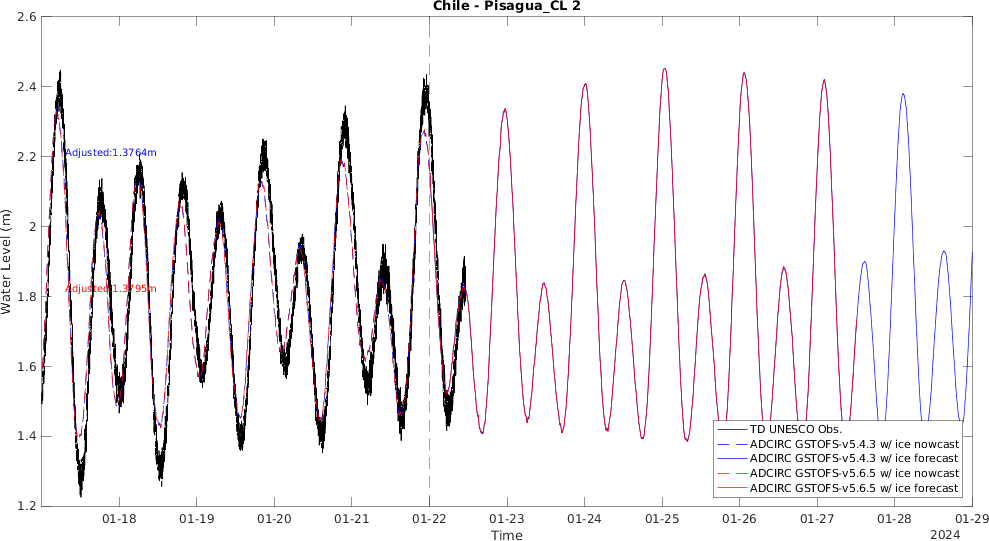 Chile - Pisagua_CL 2
2.6
2.4
2.2
2
1.8
1.6
1.4
1.2
Water Level (m)
Adjusted:1.3764m
Adjusted:1.3795m
TD UNESCO Obs.
ADCIRC GSTOFS-v5.4.3 w/ ice nowcast
ADCIRC GSTOFS-v5.4.3 w/ ice forecast
ADCIRC GSTOFS-v5.6.5 w/ ice nowcast
ADCIRC GSTOFS-v5.6.5 w/ ice forecast
01-18 01-19 01-20 01-21 01-22 01-23 01-24 01-25 01-26 01-27 01-28 01-29
Time
2024